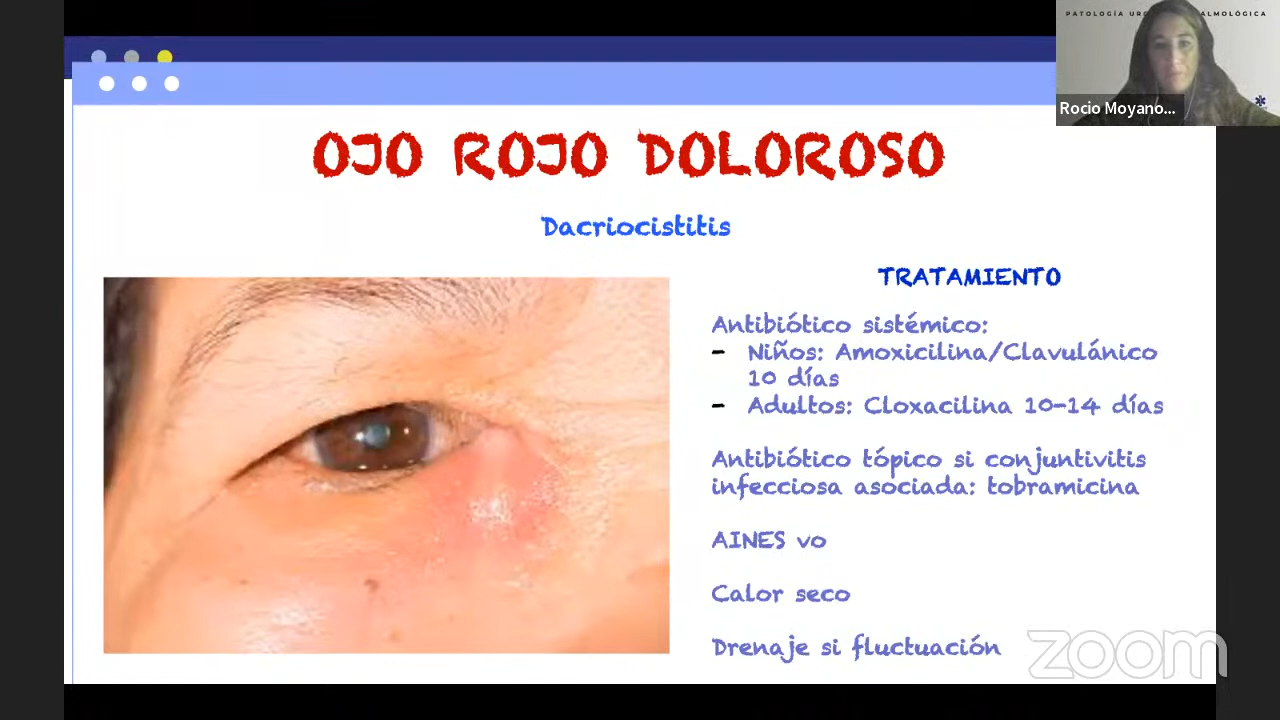 PATOLOGÍA
Rocio Moyano...
OJO ROJO DOLOROSO
Dacriocistitis
TRATAMIENTO
Antibiótico sistémico:
- Niños: Amoxicilina/Clavulánico
10 días
- Adultos: Cloxacilina 10-14 días
Antibiótico tópico si conjuntivitis
infecciosa asociada: tobramicina
AINES vo
Calor seco
Drenaje si fluctuación
zoom